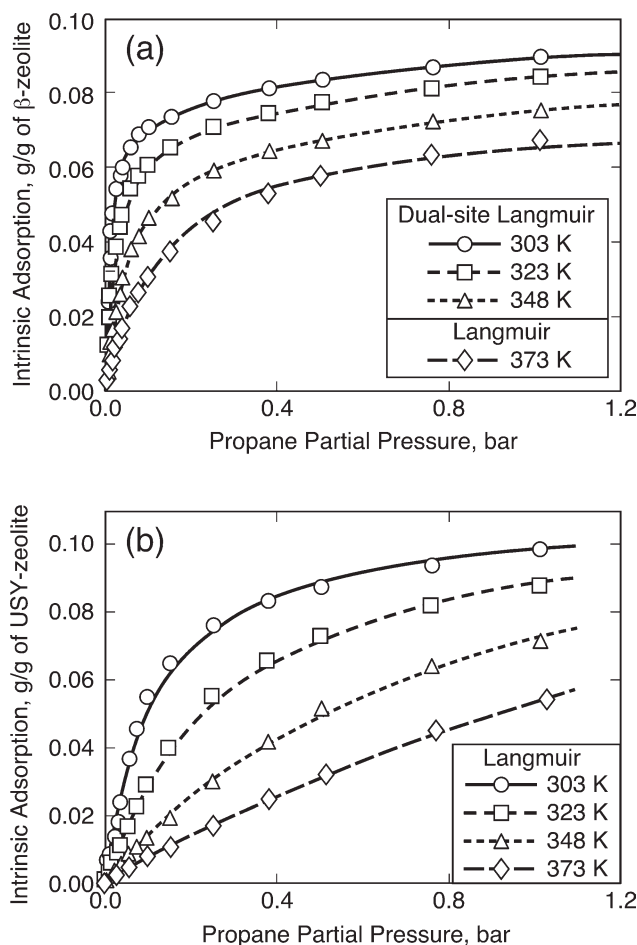 (a)
0.10
0.08
0.06
0.04
0.02
0.00
Intrinsic Adsorption, g/g of β-zeolite
Dual-site Langmuir
303 K
323 K
348 K
Langmuir
373 K
0.0 0.4 0.8 1.2
Propane Partial Pressure, bar
(b)
0.10
0.08
0.06
0.04
0.02
0.00
Intrinsic Adsorption, g/g of USY-zeolite
Langmuir
303 K
323 K
348 K
373 K
0.0 0.4 0.8 1.2
Propane Partial Pressure, bar